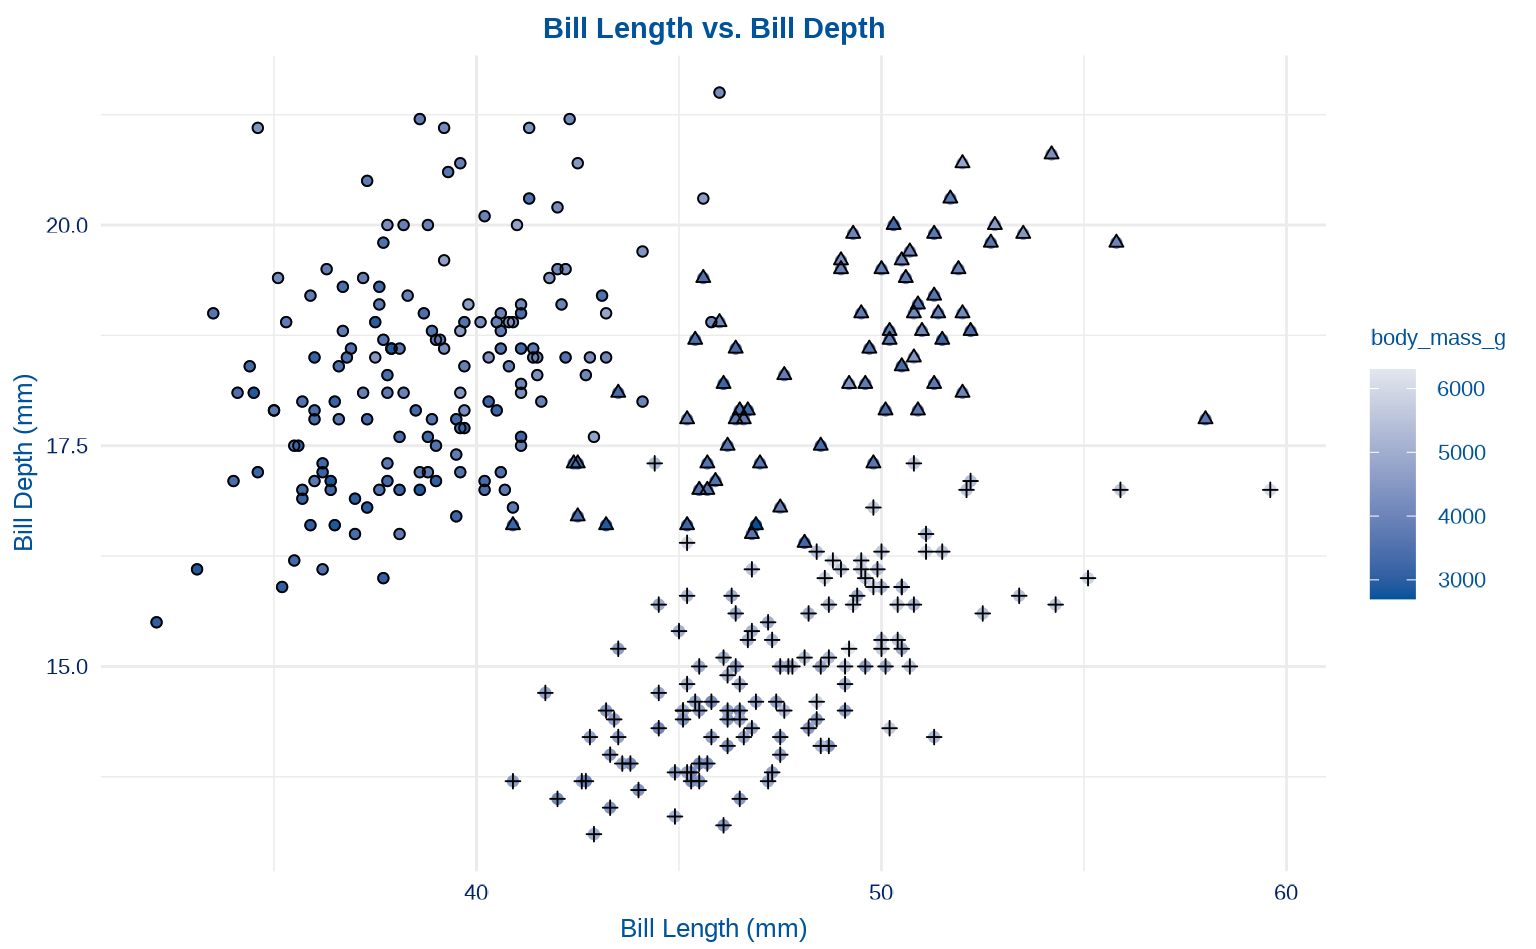 Bill Length vs. Bill Depth
Bill Depth (mm)
20.0
17.5
15.0
40
50
60
Bill Length (mm)
body_mass_g
6000
5000
4000
3000